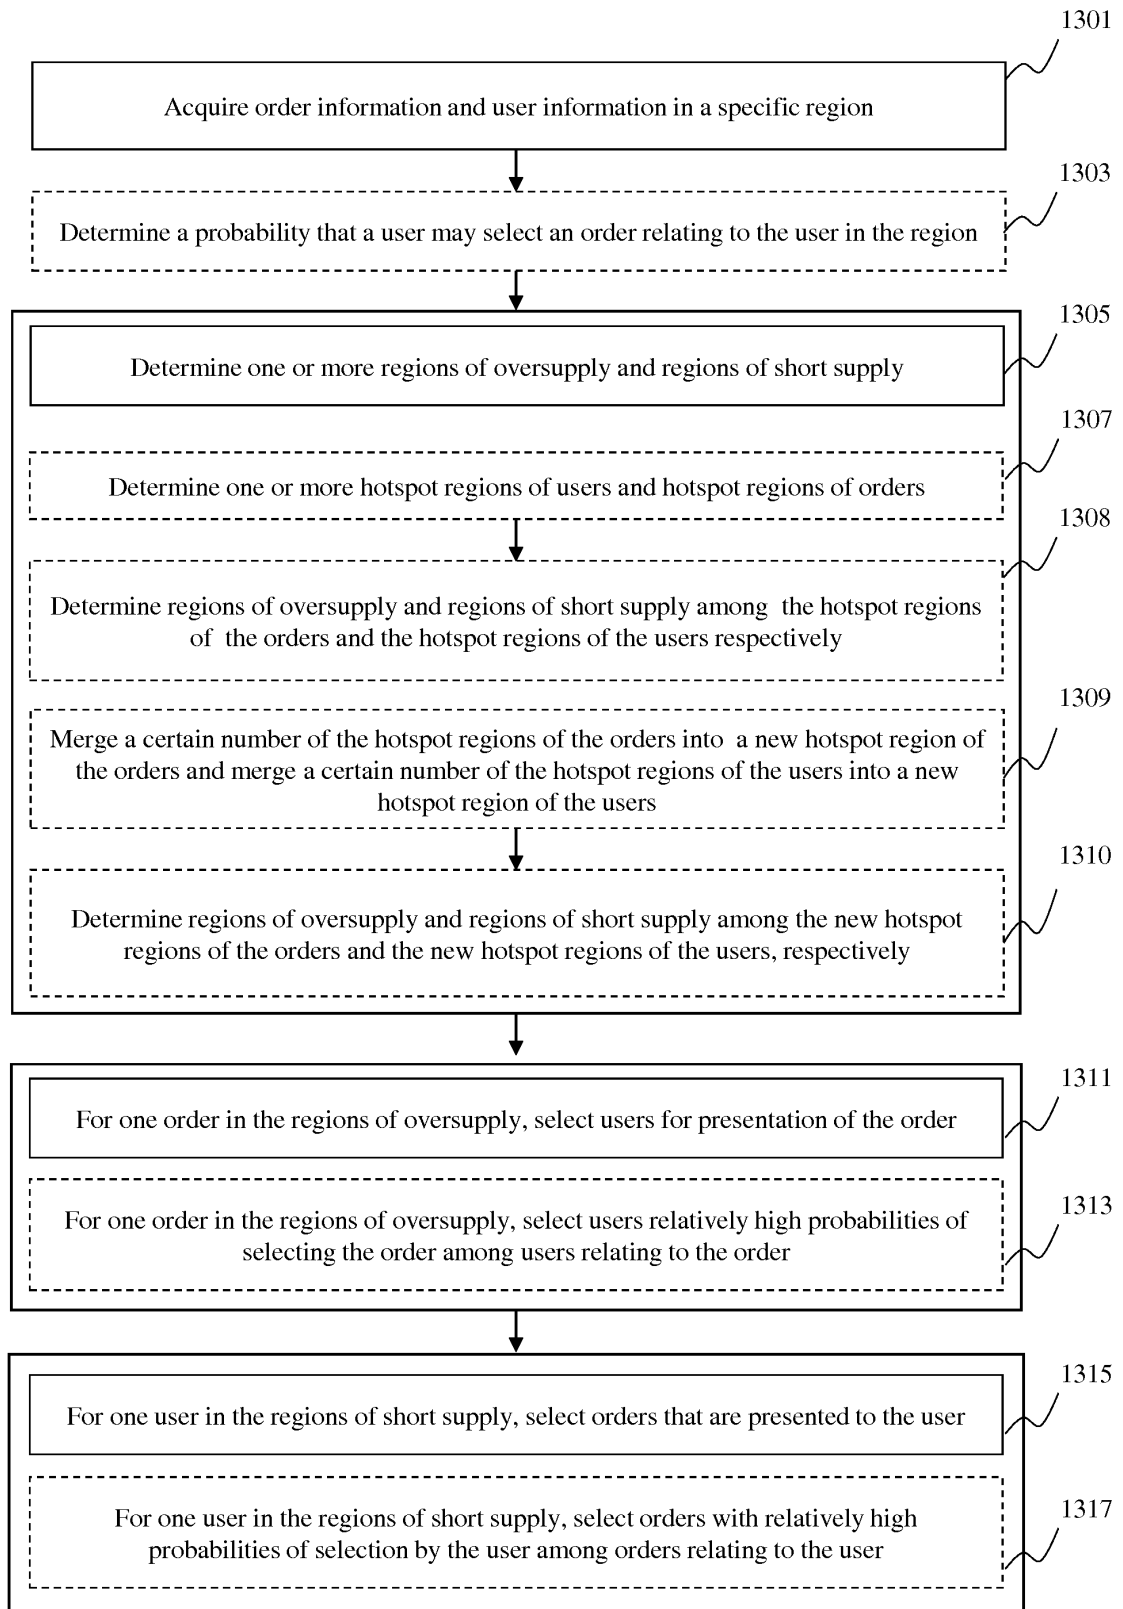 1301
Acquire order information and user information in a specific region
1303
Determine a probability that a user may select an order relating to the user in the region
1305
Determine one or more regions of oversupply and regions of short supply
1307
Determine one or more hotspot regions of users and hotspot regions of orders
1308
Determine regions of oversupply and regions of short supply among the hotspot regions
of the orders and the hotspot regions of the users respectively
1309
Merge a certain number of the hotspot regions of the orders into a new hotspot region of
the orders and merge a certain number of the hotspot regions of the users into a new
hotspot region of the users
1310
Determine regions of oversupply and regions of short supply among the new hotspot
regions of the orders and the new hotspot regions of the users, respectively
1311
For one order in the regions of oversupply, select users for presentation of the order
1313
For one order in the regions of oversupply, select users relatively high probabilities of
selecting the order among users relating to the order
1315
For one user in the regions of short supply, select orders that are presented to the user
1317
For one user in the regions of short supply, select orders with relatively high
probabilities of selection by the user among orders relating to the user